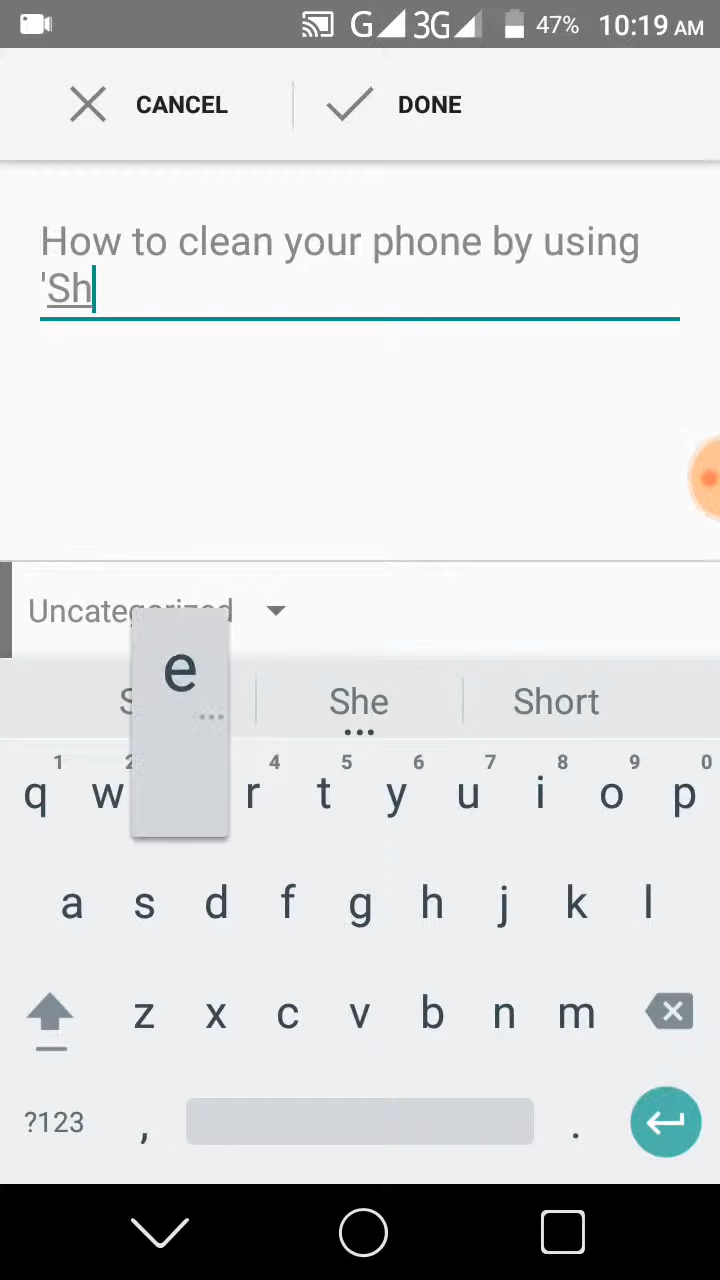 G 3G 47% 10:19 AM
CANCEL DONE
How to clean your phone by using
'Sh
Uncategorized
She Short
e
1 2 4 5 6 7 8 9 0
q w r t y u i o p
a s d f g h j k l
z x c v b n m
?123 , .